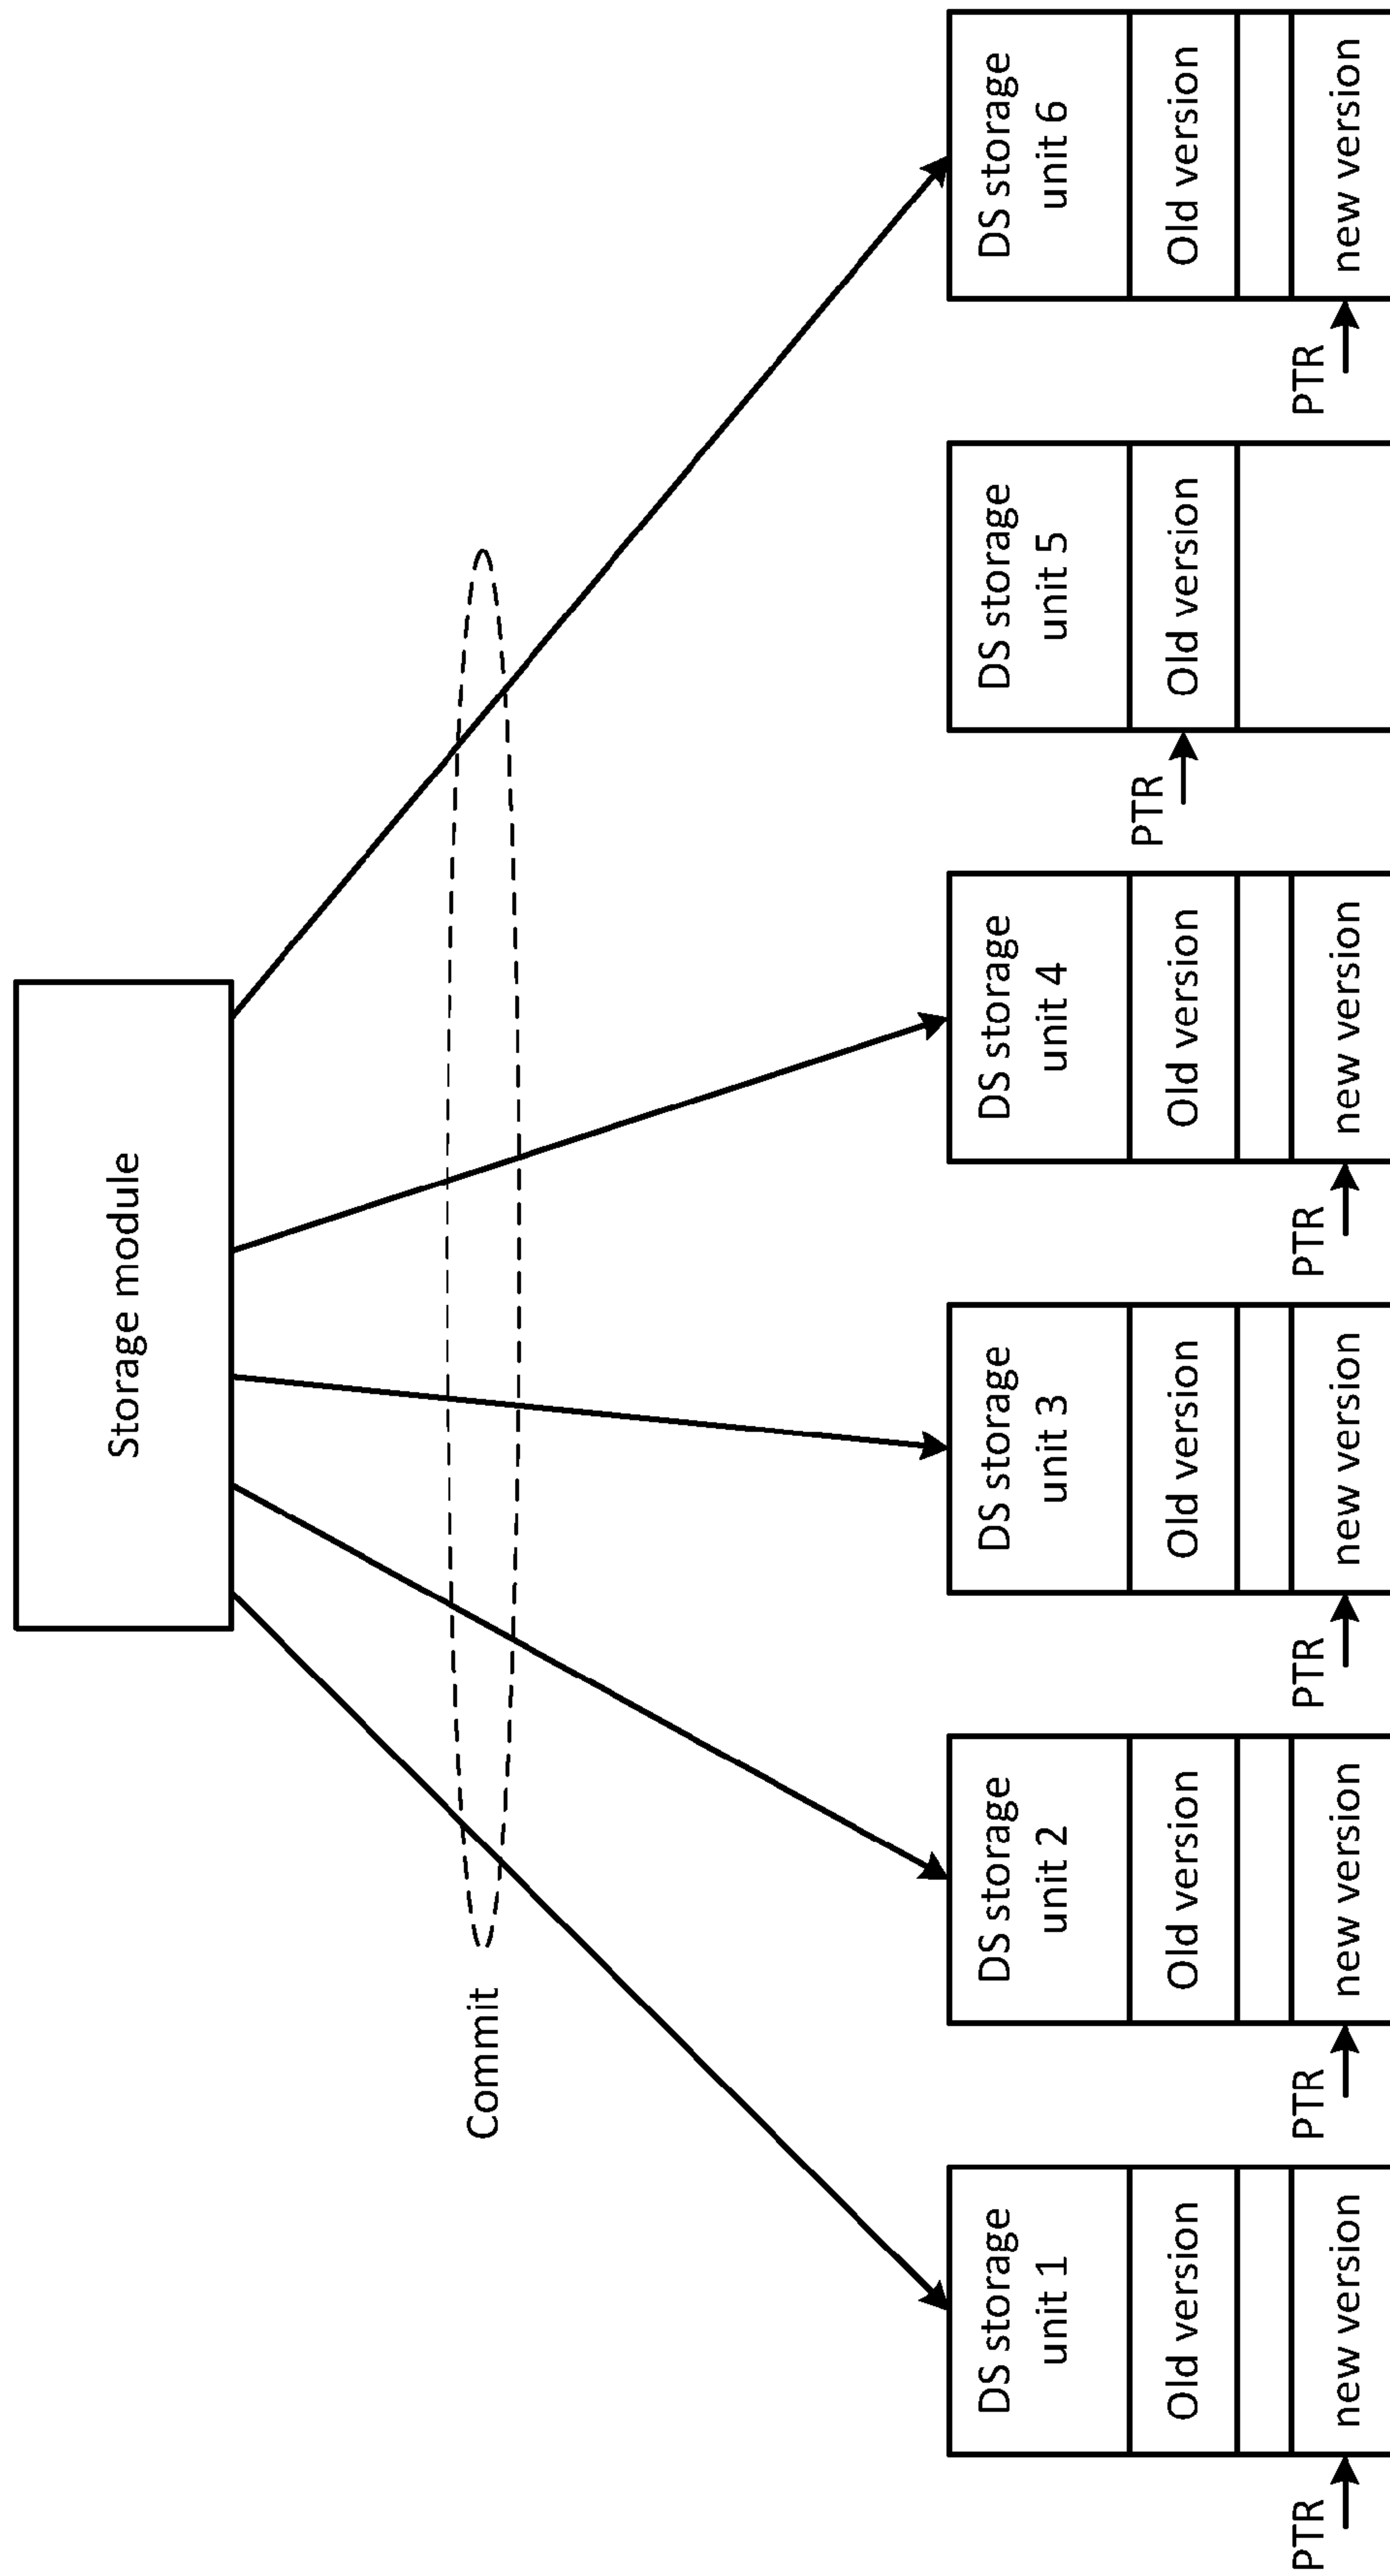 Storage module
Commit
DS storage
unit 1
Old version
PTR
new version
DS storage
unit 2
Old version
PTR
new version
DS storage
unit 3
Old version
PTR
new version
DS storage
unit 4
Old version
PTR
new version
DS storage
unit 5
PTR
Old version
DS storage
unit 6
Old version
PTR
new version